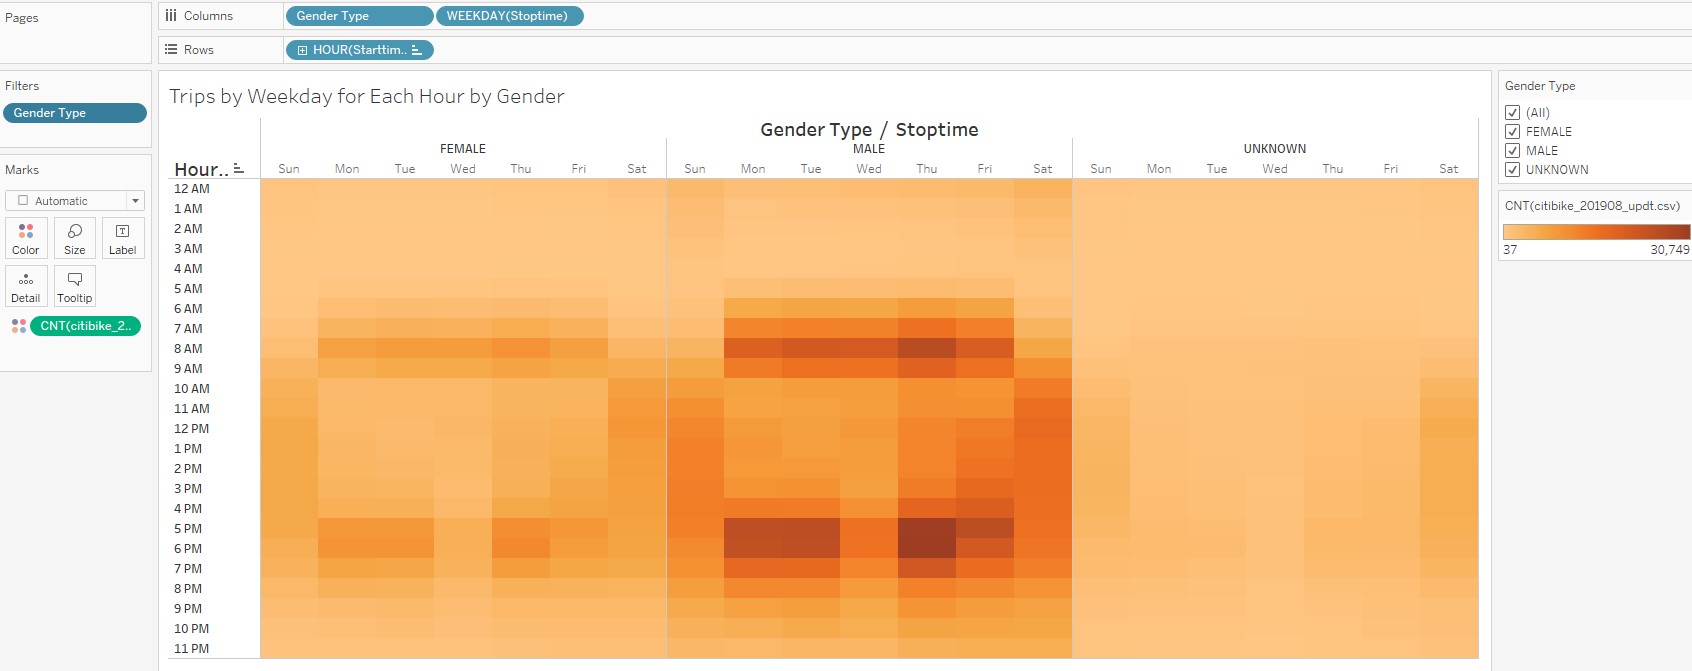 Pages
Columns
Gender Type
WEEKDAY(Stoptime)
Rows
HOUR(Starttim..
Filters
Gender Type
Marks
Automatic
Color
Size
Label
Detail
Tooltip
CNT(citibike_2..
Trips by Weekday for Each Hour by Gender
Gender Type / Stoptime
FEMALE MALE UNKNOWN
Hour.. Sun Mon Tue Wed Thu Fri Sat Sun Mon Tue Wed Thu Fri Sat Sun Mon Tue Wed Thu Fri Sat
12 AM
1 AM
2 AM
3 AM
4 AM
5 AM
6 AM
7 AM
8 AM
9 AM
10 AM
11 AM
12 PM
1 PM
2 PM
3 PM
4 PM
5 PM
6 PM
7 PM
8 PM
9 PM
10 PM
11 PM
Gender Type
(All)
FEMALE
MALE
UNKNOWN
CNT(citibike_201908_updt.csv)
37 30,749